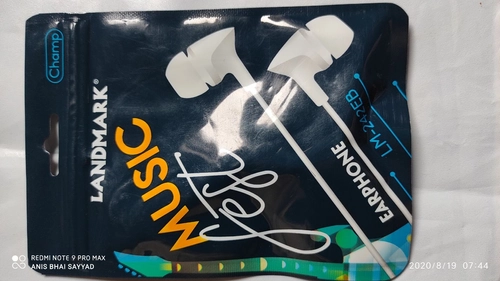 Champ
LANDMARK®
MUSIC
fest
EARPHONE
LM-242EB
REDMI NOTE 9 PRO MAX
ANIS BHAI SAYYAD
2020/8/19 07:44